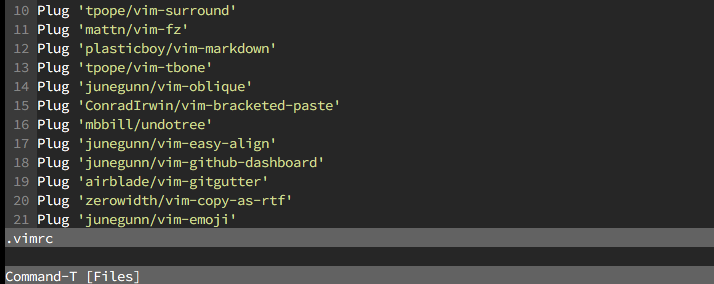 10 Plug 'tpope/vim-surround'
11 Plug 'mattn/vim-fz'
12 Plug 'plasticboy/vim-markdown'
13 Plug 'tpope/vim-tbone'
14 Plug 'junegunn/vim-oblique'
15 Plug 'ConradIrwin/vim-bracketed-paste'
16 Plug 'mbbill/undotree'
17 Plug 'junegunn/vim-easy-align'
18 Plug 'junegunn/vim-github-dashboard'
19 Plug 'airblade/vim-gitgutter'
20 Plug 'zerowidth/vim-copy-as-rtf'
21 Plug 'junegunn/vim-emoji'
.vimrc
Command-T [Files]